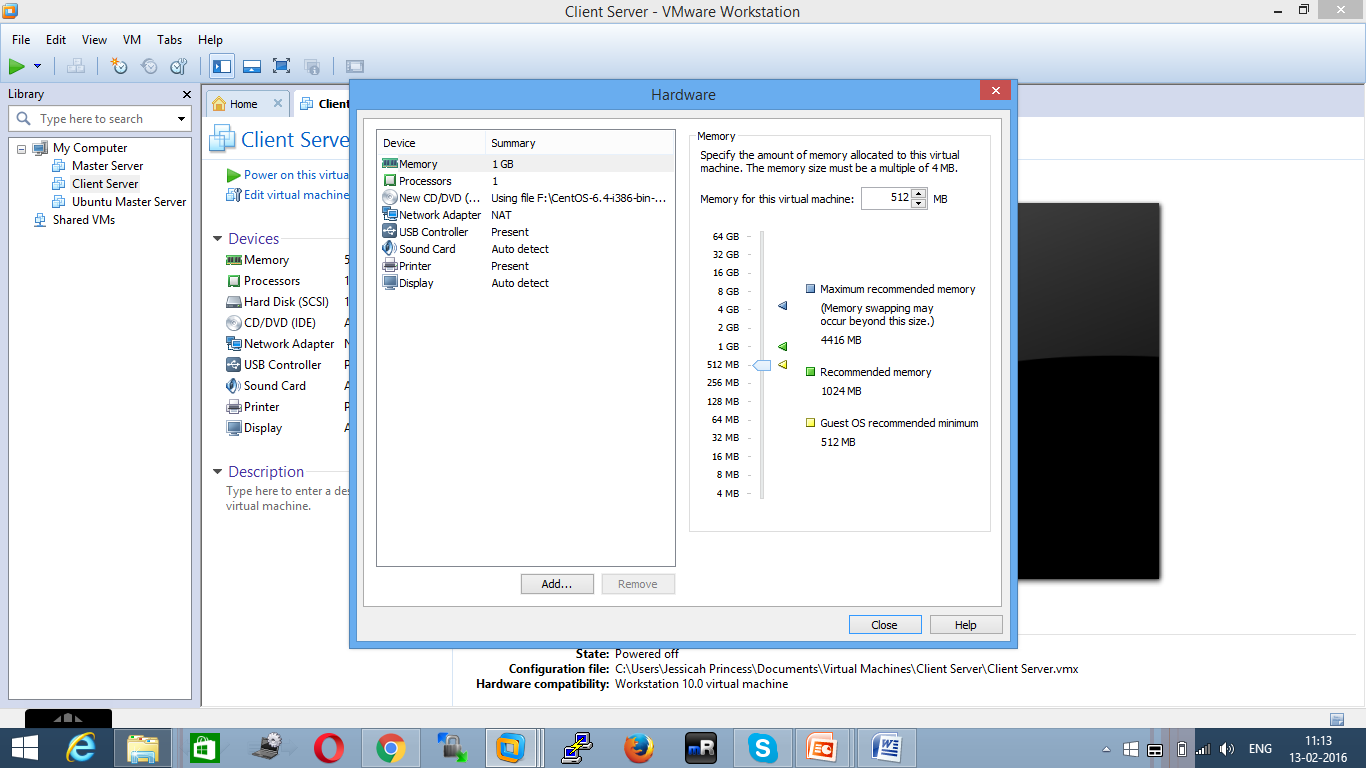 Client Server - VMware Workstation
File Edit View VM Tabs Help
Library
Type here to search
My Computer
Master Server
Client Server
Ubuntu Master Server
Shared VMs
Home
Client
Client Serve
Power on this virtua
Edit virtual machine
Devices
Memory 5
Processors 1
Hard Disk (SCSI) 1
CD/DVD (IDE) A
Network Adapter N
USB Controller P
Sound Card A
Printer P
Display A
Description
Type here to enter a des
virtual machine.
Hardware
Device Summary
Memory 1 GB
Processors 1
New CD/DVD (... Using file F:\CentOS-6.4-i386-bin-...
Network Adapter NAT
USB Controller Present
Sound Card Auto detect
Printer Present
Display Auto detect
Add...
Remove
Memory
Specify the amount of memory allocated to this virtual
machine. The memory size must be a multiple of 4 MB.
Memory for this virtual machine: 512 MB
64 GB
32 GB
16 GB
8 GB
4 GB
2 GB
1 GB
512 MB
256 MB
128 MB
64 MB
32 MB
16 MB
8 MB
4 MB
Maximum recommended memory
(Memory swapping may
occur beyond this size.)
4416 MB
Recommended memory
1024 MB
Guest OS recommended minimum
512 MB
Close
Help
State: Powered off
Configuration file: C:\Users\Jessicah Princess\Documents\Virtual Machines\Client Server\Client Server.vmx
Hardware compatibility: Workstation 10.0 virtual machine
mR
ENG
11:13
13-02-2016